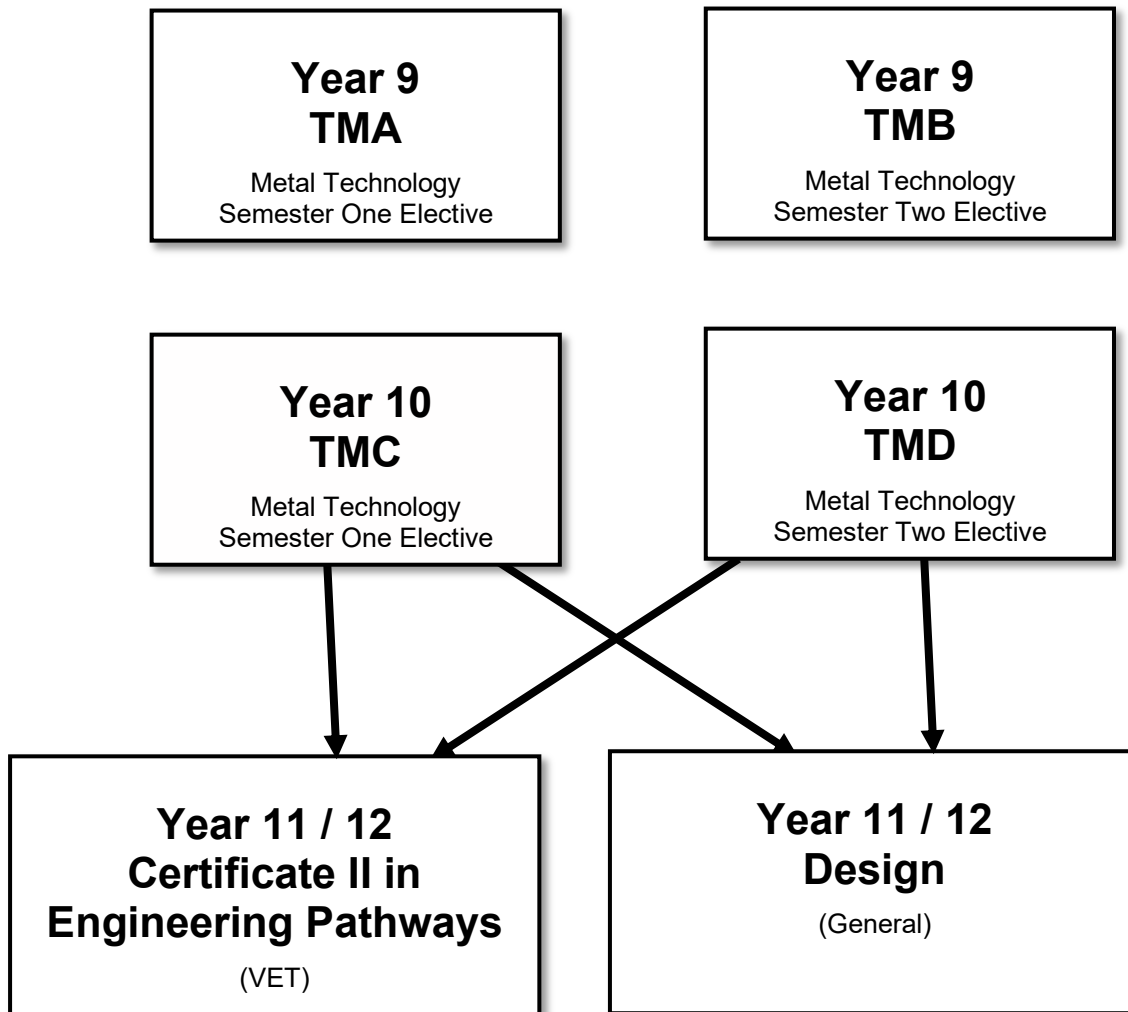 Year 9
TMA
Metal Technology
Semester One Elective
Year 9
TMB
Metal Technology
Semester Two Elective
Year 10
TMC
Metal Technology
Semester One Elective
Year 10
TMD
Metal Technology
Semester Two Elective
Year 11 / 12
Certificate II in
Engineering Pathways
(VET)
Year 11 / 12
Design
(General)